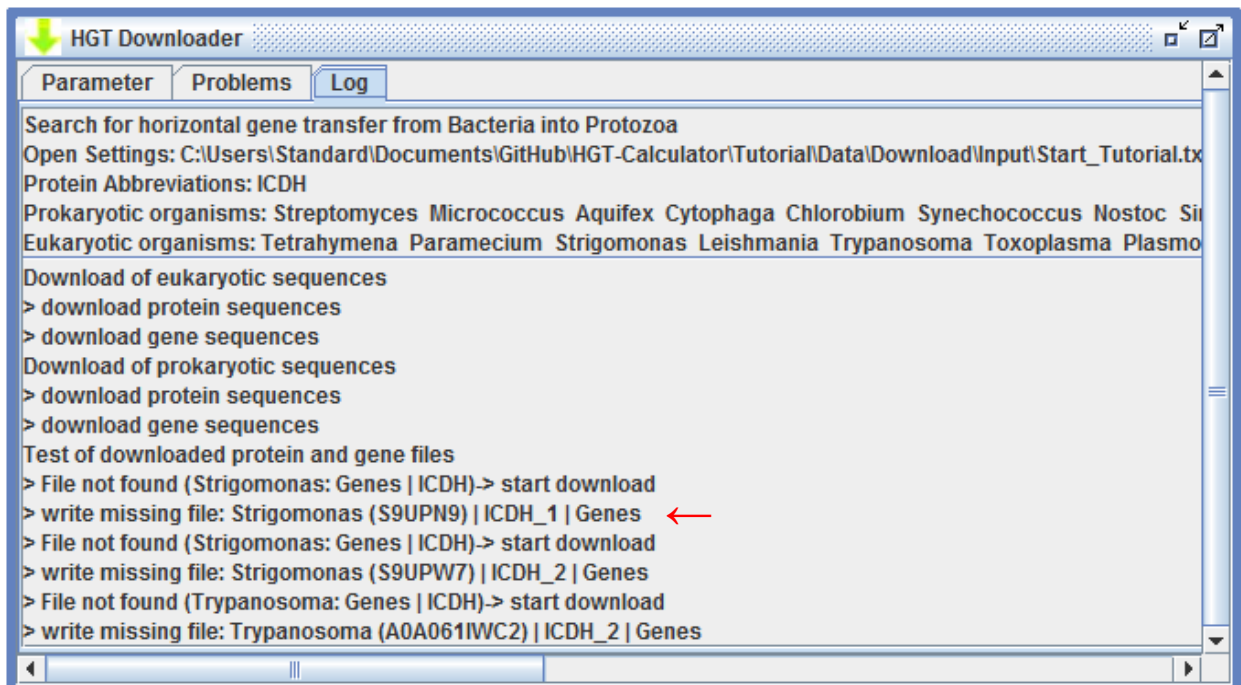 HGT Downloader
Parameter Problems Log
Search for horizontal gene transfer from Bacteria into Protozoa
Open Settings: C:\Users\Standard\Documents\GitHub\HGT-Calculator\Tutorial\Data\Download\Input\Start_Tutorial.tx
Protein Abbreviations: ICDH
Prokaryotic organisms: Streptomyces Micrococcus Aquifex Cytophaga Chlorobium Synechococcus Nostoc Si
Eukaryotic organisms: Tetrahymena Paramecium Strigomonas Leishmania Trypanosoma Toxoplasma Plasmo
Download of eukaryotic sequences
> download protein sequences
> download gene sequences
Download of prokaryotic sequences
> download protein sequences
> download gene sequences
Test of downloaded protein and gene files
> File not found (Strigomonas: Genes | ICDH)-> start download
> write missing file: Strigomonas (S9UPN9) | ICDH_1 | Genes ←
> File not found (Strigomonas: Genes | ICDH)-> start download
> write missing file: Strigomonas (S9UPW7) | ICDH_2 | Genes
> File not found (Trypanosoma: Genes | ICDH)-> start download
> write missing file: Trypanosoma (A0A061IWC2) | ICDH_2 | Genes